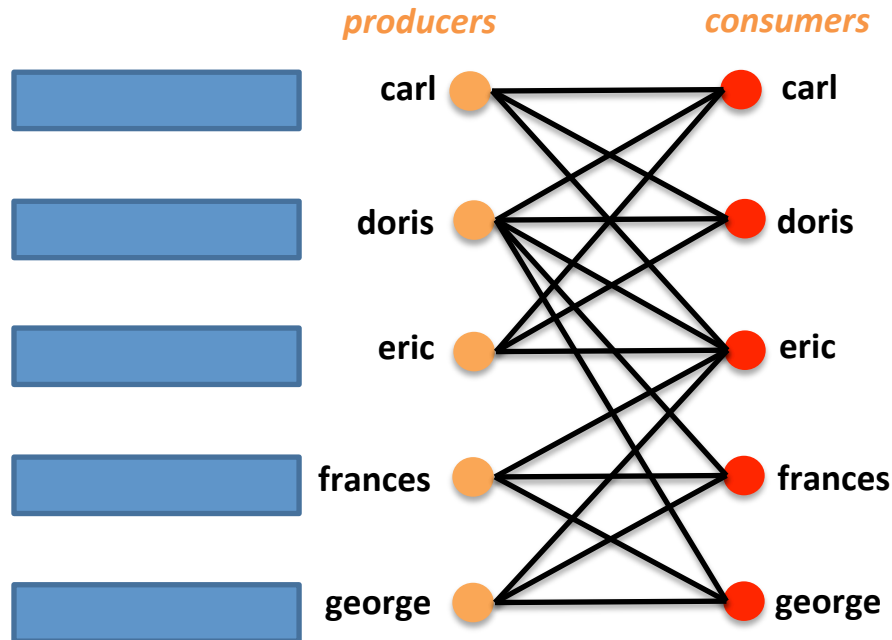 producers consumers
carl carl
doris doris
eric eric
frances frances
george george